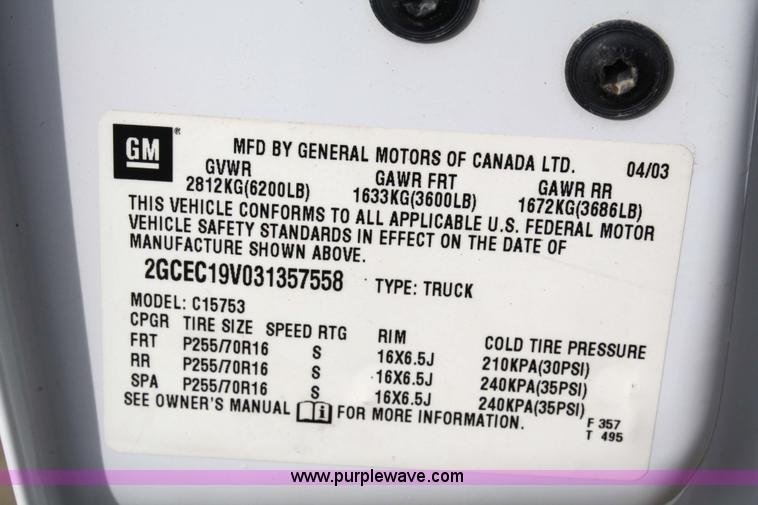 GM ® MFD BY GENERAL MOTORS OF CANADA LTD. 04/03
GVWR GAWR FRT GAWR RR
2812KG(6200LB) 1633KG(3600LB) 1672KG(3686LB)
THIS VEHICLE CONFORMS TO ALL APPLICABLE U.S. FEDERAL MOTOR
VEHICLE SAFETY STANDARDS IN EFFECT ON THE DATE OF
MANUFACTURE SHOWN ABOVE.
2GCEC19V031357558 TYPE: TRUCK
MODEL: C15753
CPGR TIRE SIZE SPEED RTG RIM COLD TIRE PRESSURE
FRT P255/70R16 S 16X6.5J 210KPA(30PSI)
RR P255/70R16 S 16X6.5J 240KPA(35PSI)
SPA P255/70R16 S 16X6.5J 240KPA(35PSI)
SEE OWNER'S MANUAL i FOR MORE INFORMATION.
F 357
T 495
www.purplewave.com